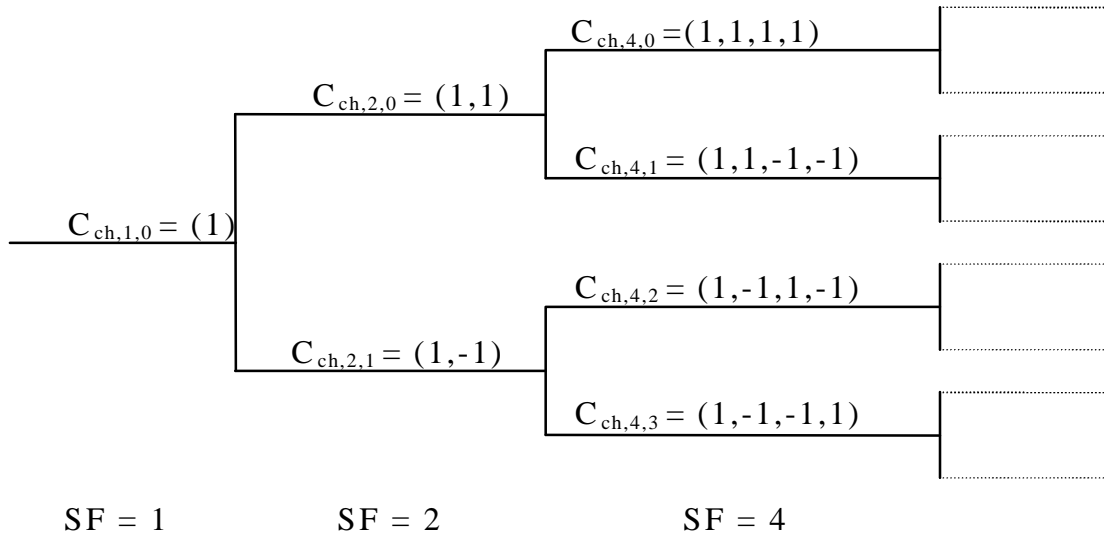 C ch,4,0 =(1,1,1,1)
C ch,2,0 = (1,1)
C ch,4,1 = (1,1,-1,-1)
C ch,1,0 = (1)
C ch,4,2 = (1,-1,1,-1)
C ch,2,1 = (1,-1)
C ch,4,3 = (1,-1,-1,1)
SF = 1 SF = 2 SF = 4